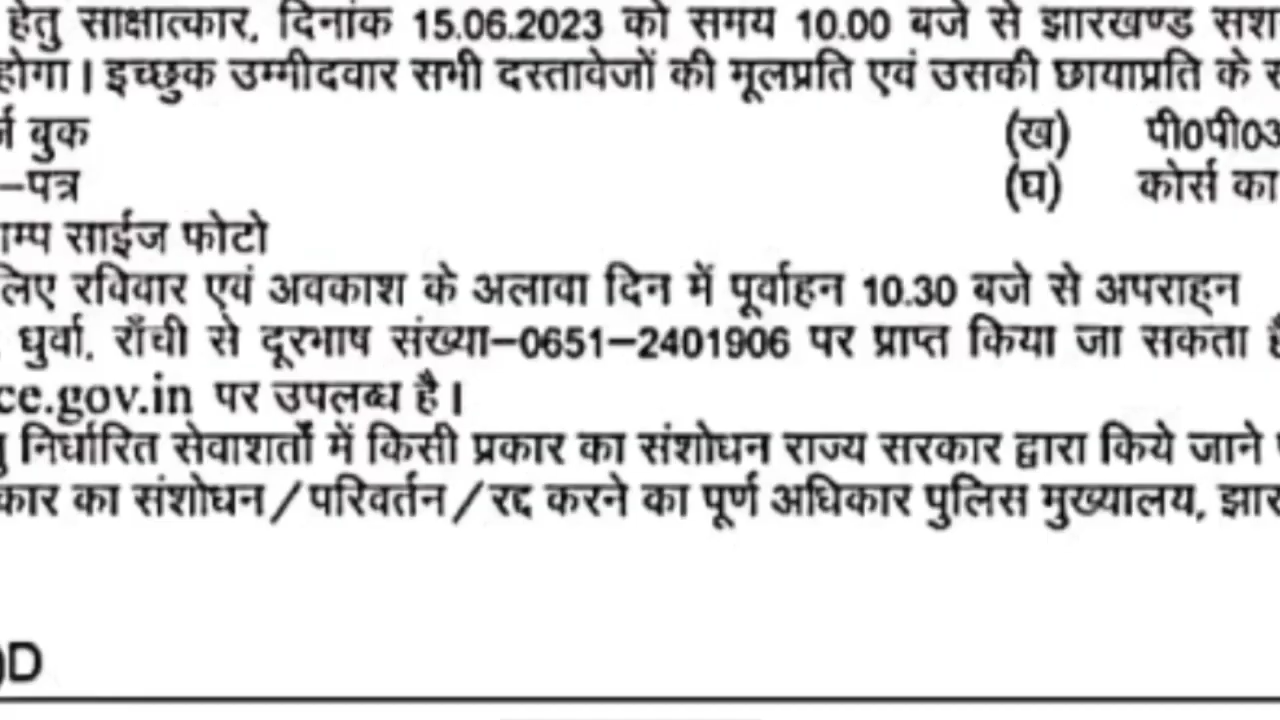 हेतु साक्षात्कार, दिनांक 15.06.2023 को समय 10.00 बजे से झारखण्ड सश
होगा। इच्छुक उम्मीदवार सभी दस्तावेजों की मूलप्रति एवं उसकी छायाप्रति के
बुक (ख) पी0पी0
–पत्र (घ) कोर्स का
साईज फोटो
लिए रविवार एवं अवकाश के अलावा दिन में पूर्वाहन 10.30 बजे से अपराह्न
धुर्वा, राँची से दूरभाष संख्या–0651–2401906 पर प्राप्त किया जा सकता
ce.gov.in पर उपलब्ध है।
निर्धारित सेवाशर्तों में किसी प्रकार का संशोधन राज्य सरकार द्वारा किये जाने
कार का संशोधन/परिवर्तन/रद्द करने का पूर्ण अधिकार पुलिस मुख्यालय, झार
D